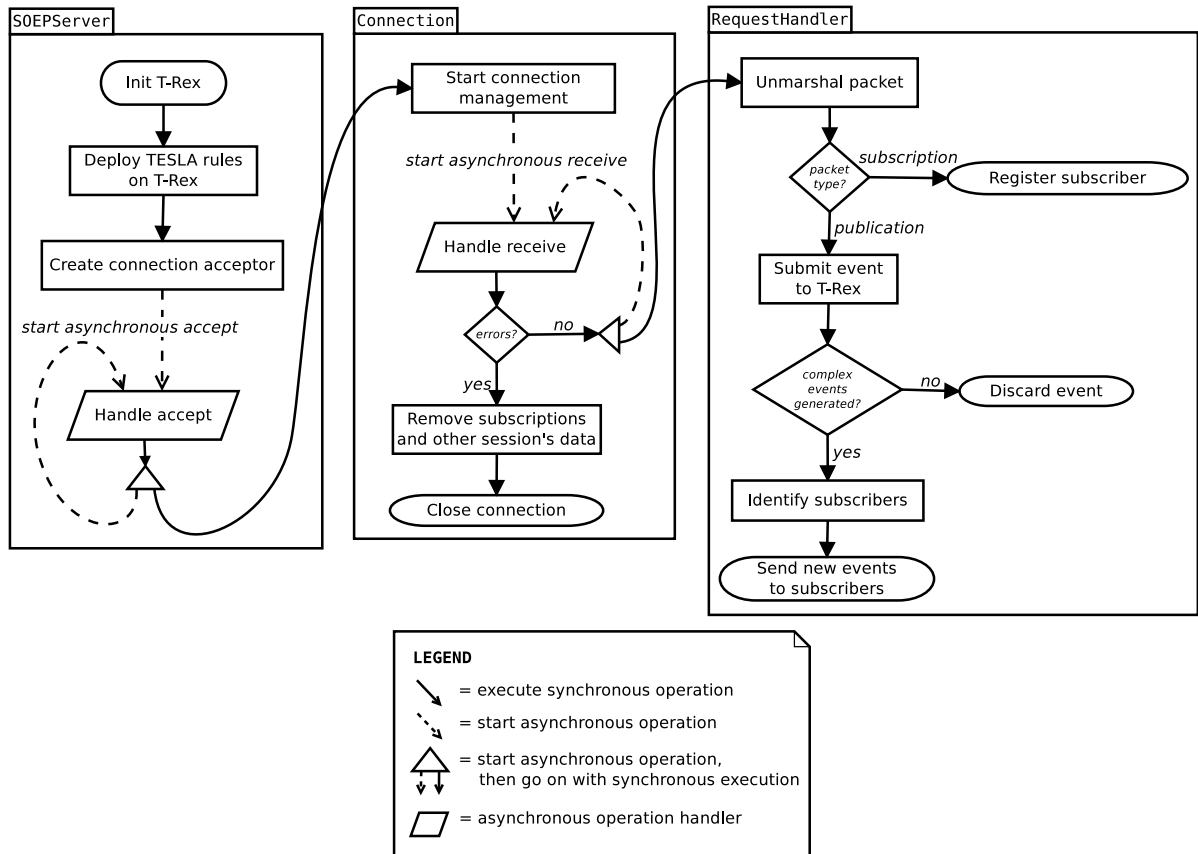 SOEPServer
Init T-Rex
Deploy TESLA rules
on T-Rex
Create connection acceptor
start asynchronous accept
Handle accept
Connection
Start connection
management
start asynchronous receive
Handle receive
errors?
no
yes
Remove subscriptions
and other session's data
Close connection
RequestHandler
Unmarshal packet
packet
type?
subscription
Register subscriber
publication
Submit event
to T-Rex
complex
events
generated?
no
Discard event
yes
Identify subscribers
Send new events
to subscribers
LEGEND
= execute synchronous operation
= start asynchronous operation
= start asynchronous operation,
then go on with synchronous execution
= asynchronous operation handler